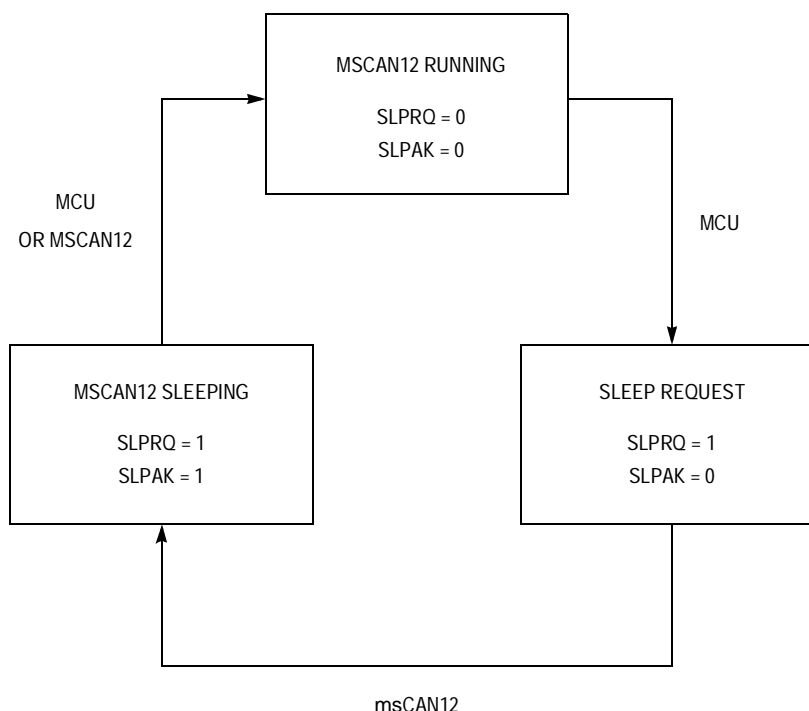 MSCAN12 RUNNING
SLPRQ = 0
SLPAK = 0
MCU
OR MSCAN12
MCU
MSCAN12 SLEEPING
SLPRQ = 1
SLPAK = 1
SLEEP REQUEST
SLPRQ = 1
SLPAK = 0
msCAN12